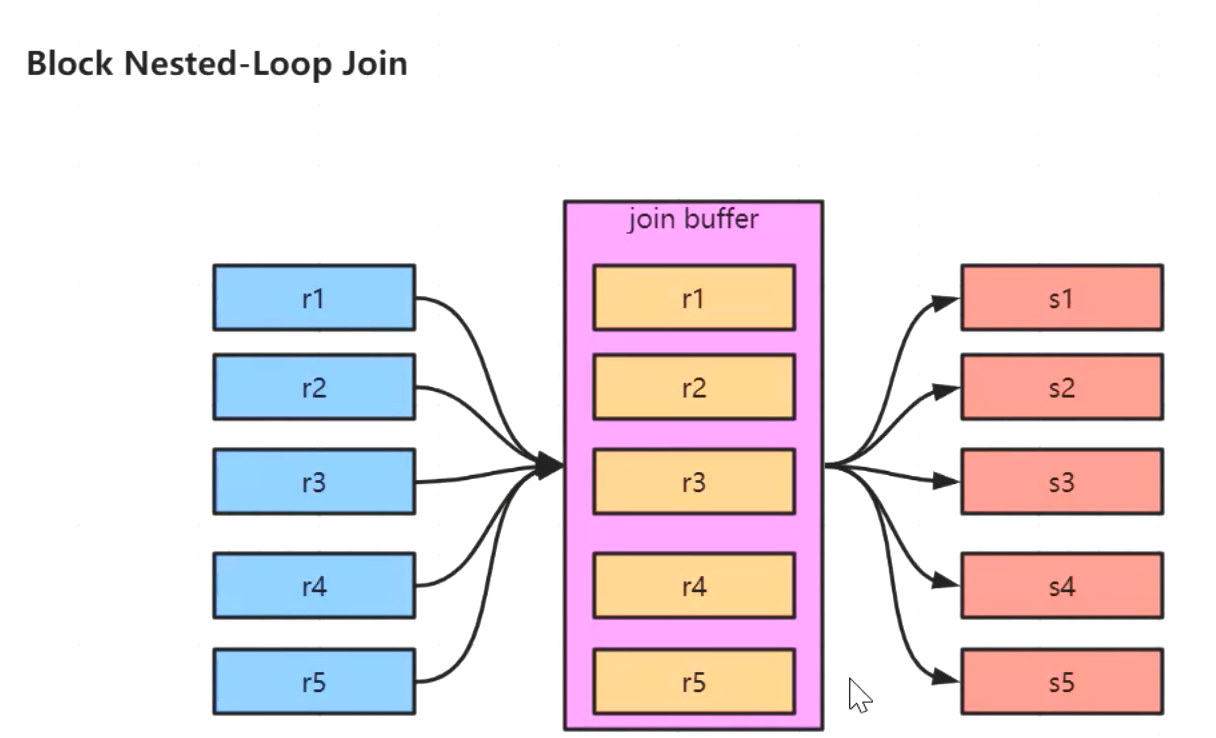 Block Nested-Loop Join
join buffer
r1 r1 s1
r2 r2 s2
r3 r3 s3
r4 r4 s4
r5 r5 s5